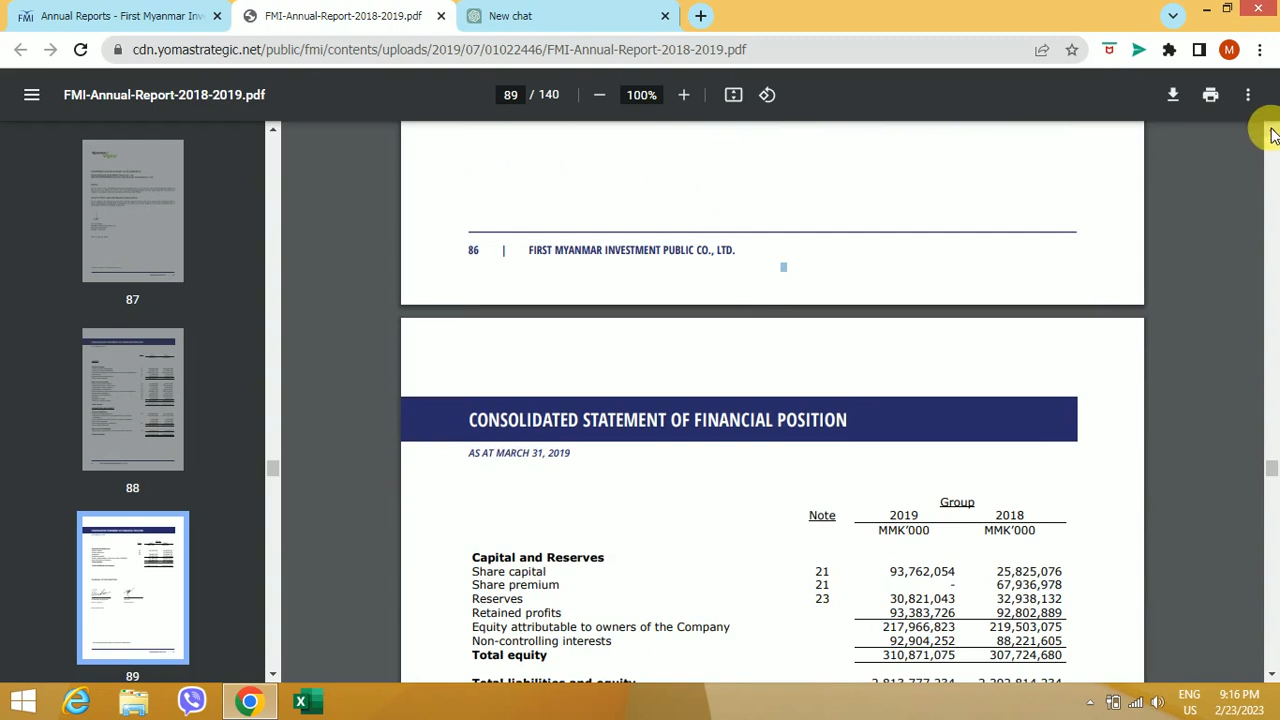 Annual Reports - First Myanmar Inv
FMI-Annual-Report-2018-2019.pdf
New chat
cdn.yomastrategic.net/public/fmi/contents/uploads/2019/07/01022446/FMI-Annual-Report-2018-2019.pdf
M
FMI-Annual-Report-2018-2019.pdf
89 / 140
100%
87
88
89
86 | FIRST MYANMAR INVESTMENT PUBLIC CO., LTD.
CONSOLIDATED STATEMENT OF FINANCIAL POSITION
AS AT MARCH 31, 2019
Group
Note 2019 2018
MMK'000 MMK'000
Capital and Reserves
Share capital 21 93,762,054 25,825,076
Share premium 21 - 67,936,978
Reserves 23 30,821,043 32,938,132
Retained profits 93,383,726 92,802,889
Equity attributable to owners of the Company 217,966,823 219,503,075
Non-controlling interests 92,904,252 88,221,605
Total equity 310,871,075 307,724,680
Total liabilities and equity
ENG 9:16 PM
US 2/23/2023